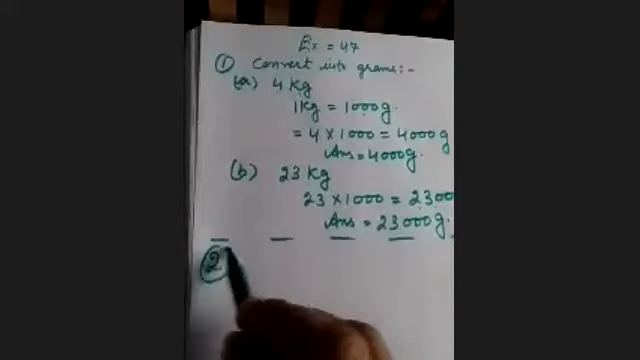 Ex = 47
① Convert into grams:-
(a) 4 kg
1kg = 1000g.
= 4 × 1000 = 4000g
Ans = 4000g.
(b) 23 kg
23 × 1000 = 2300
Ans = 23000g.
②